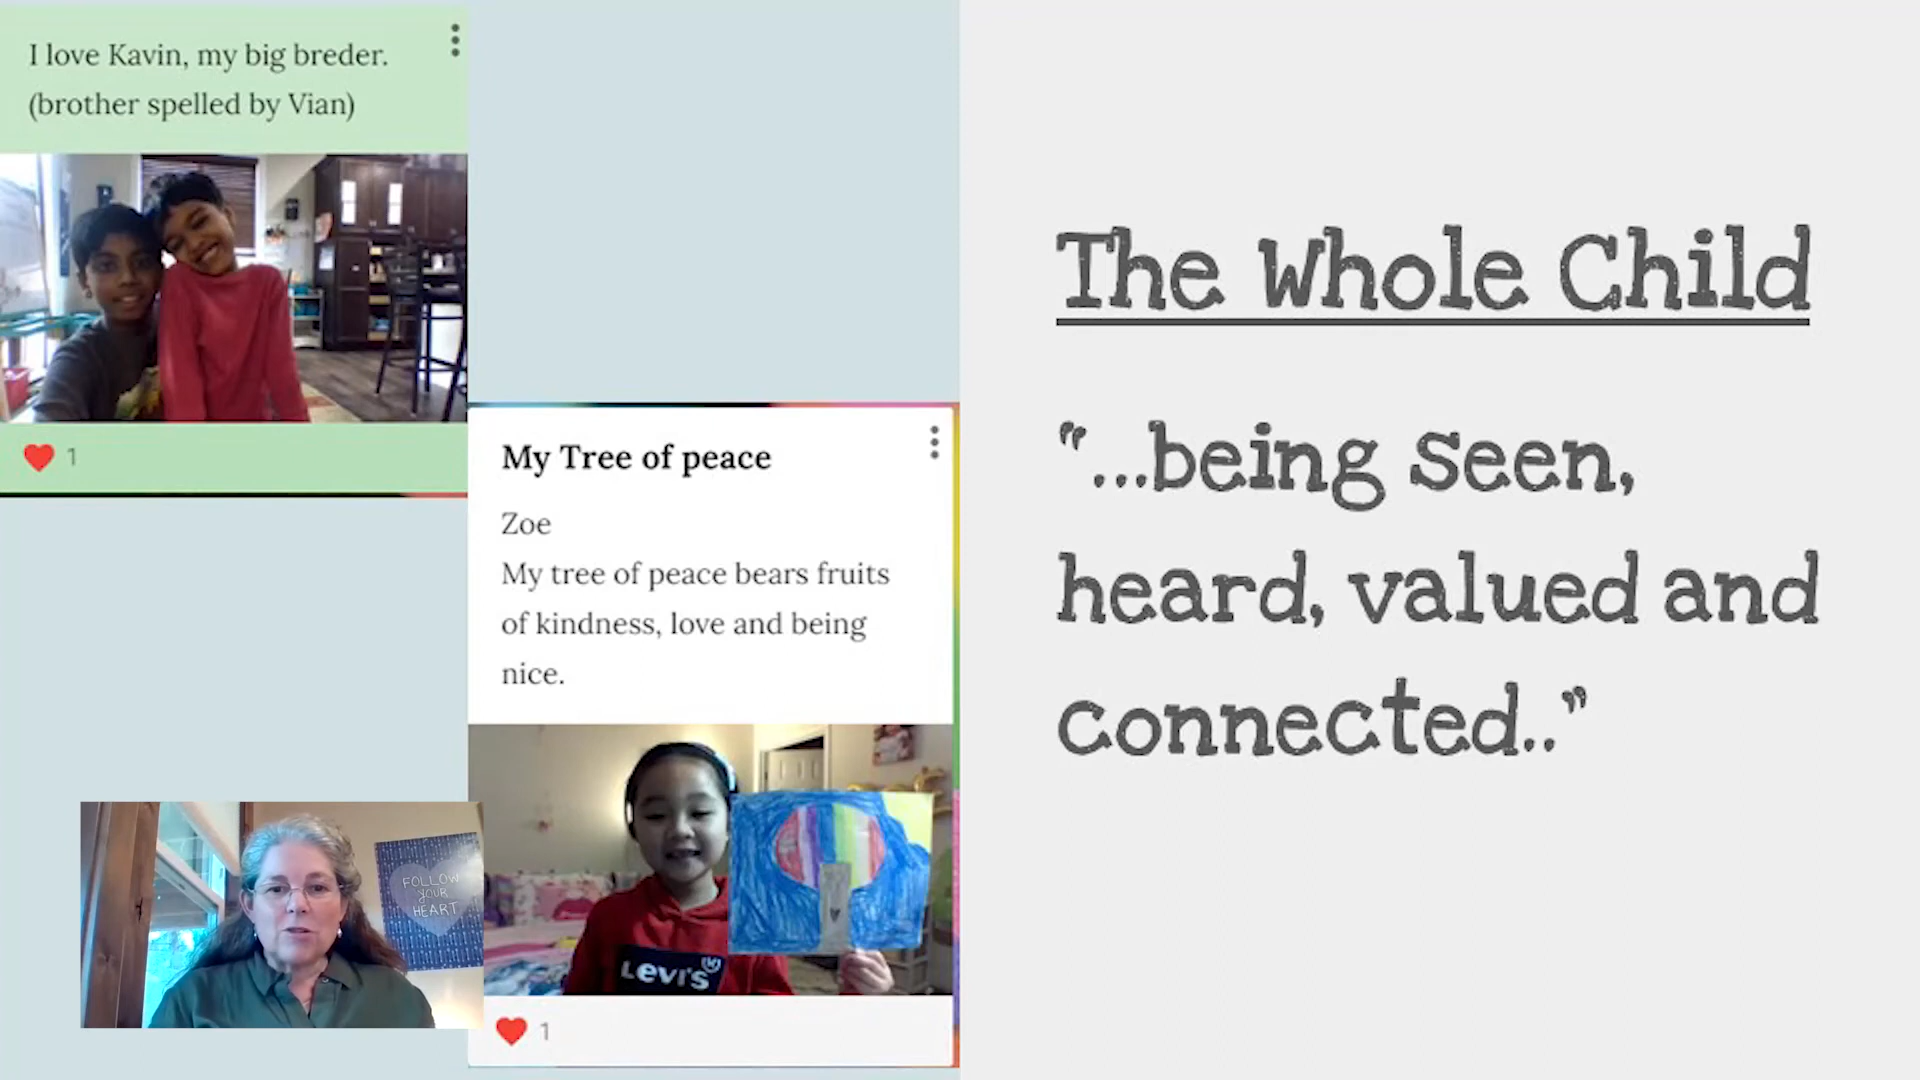 I love Kavin, my big breder.
(brother spelled by Vian)
1
My Tree of peace
Zoe
My tree of peace bears fruits
of kindness, love and being
nice.
Levi's
1
FOLLOW
YOUR
HEART
The Whole Child
"...being seen,
heard, valued and
connected.."